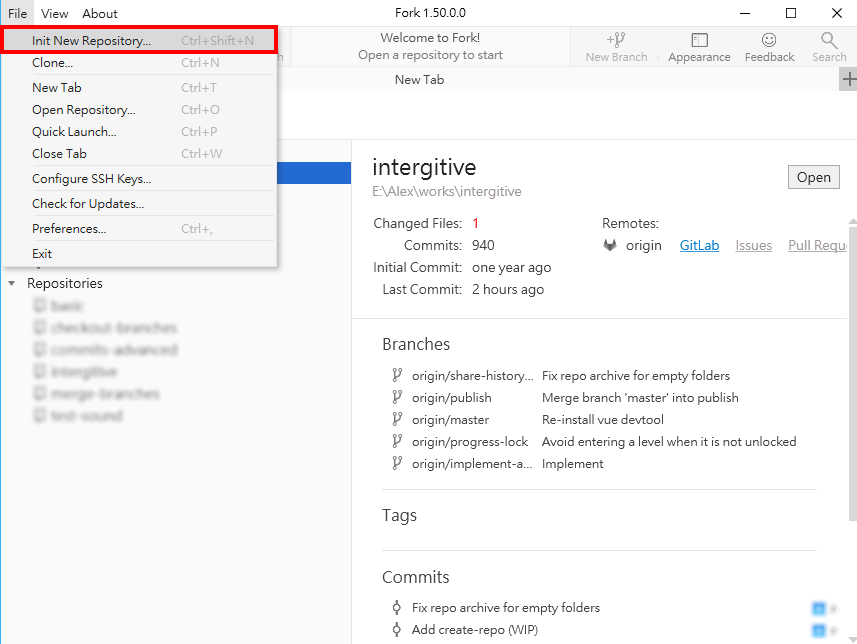 File View About
Fork 1.50.0.0
Init New Repository... Ctrl+Shift+N
Clone... Ctrl+N
New Tab Ctrl+T
Open Repository... Ctrl+O
Quick Launch... Ctrl+P
Close Tab Ctrl+W
Configure SSH Keys...
Check for Updates...
Preferences... Ctrl+,
Exit
Welcome to Fork!
Open a repository to start
New Branch Appearance Feedback Search
New Tab
Repositories
basic
checkout-branches
commits-advanced
intergitive
merge-branches
test-sound
intergitive
Open
E:\Alex\works\intergitive
Changed Files: 1
Commits: 940
Initial Commit: one year ago
Last Commit: 2 hours ago
Remotes:
origin GitLab Issues Pull Requ
Branches
origin/share-history... Fix repo archive for empty folders
origin/publish Merge branch 'master' into publish
origin/master Re-install vue devtool
origin/progress-lock Avoid entering a level when it is not unlocked
origin/implement-a... Implement
Tags
Commits
Fix repo archive for empty folders
Add create-repo (WIP)